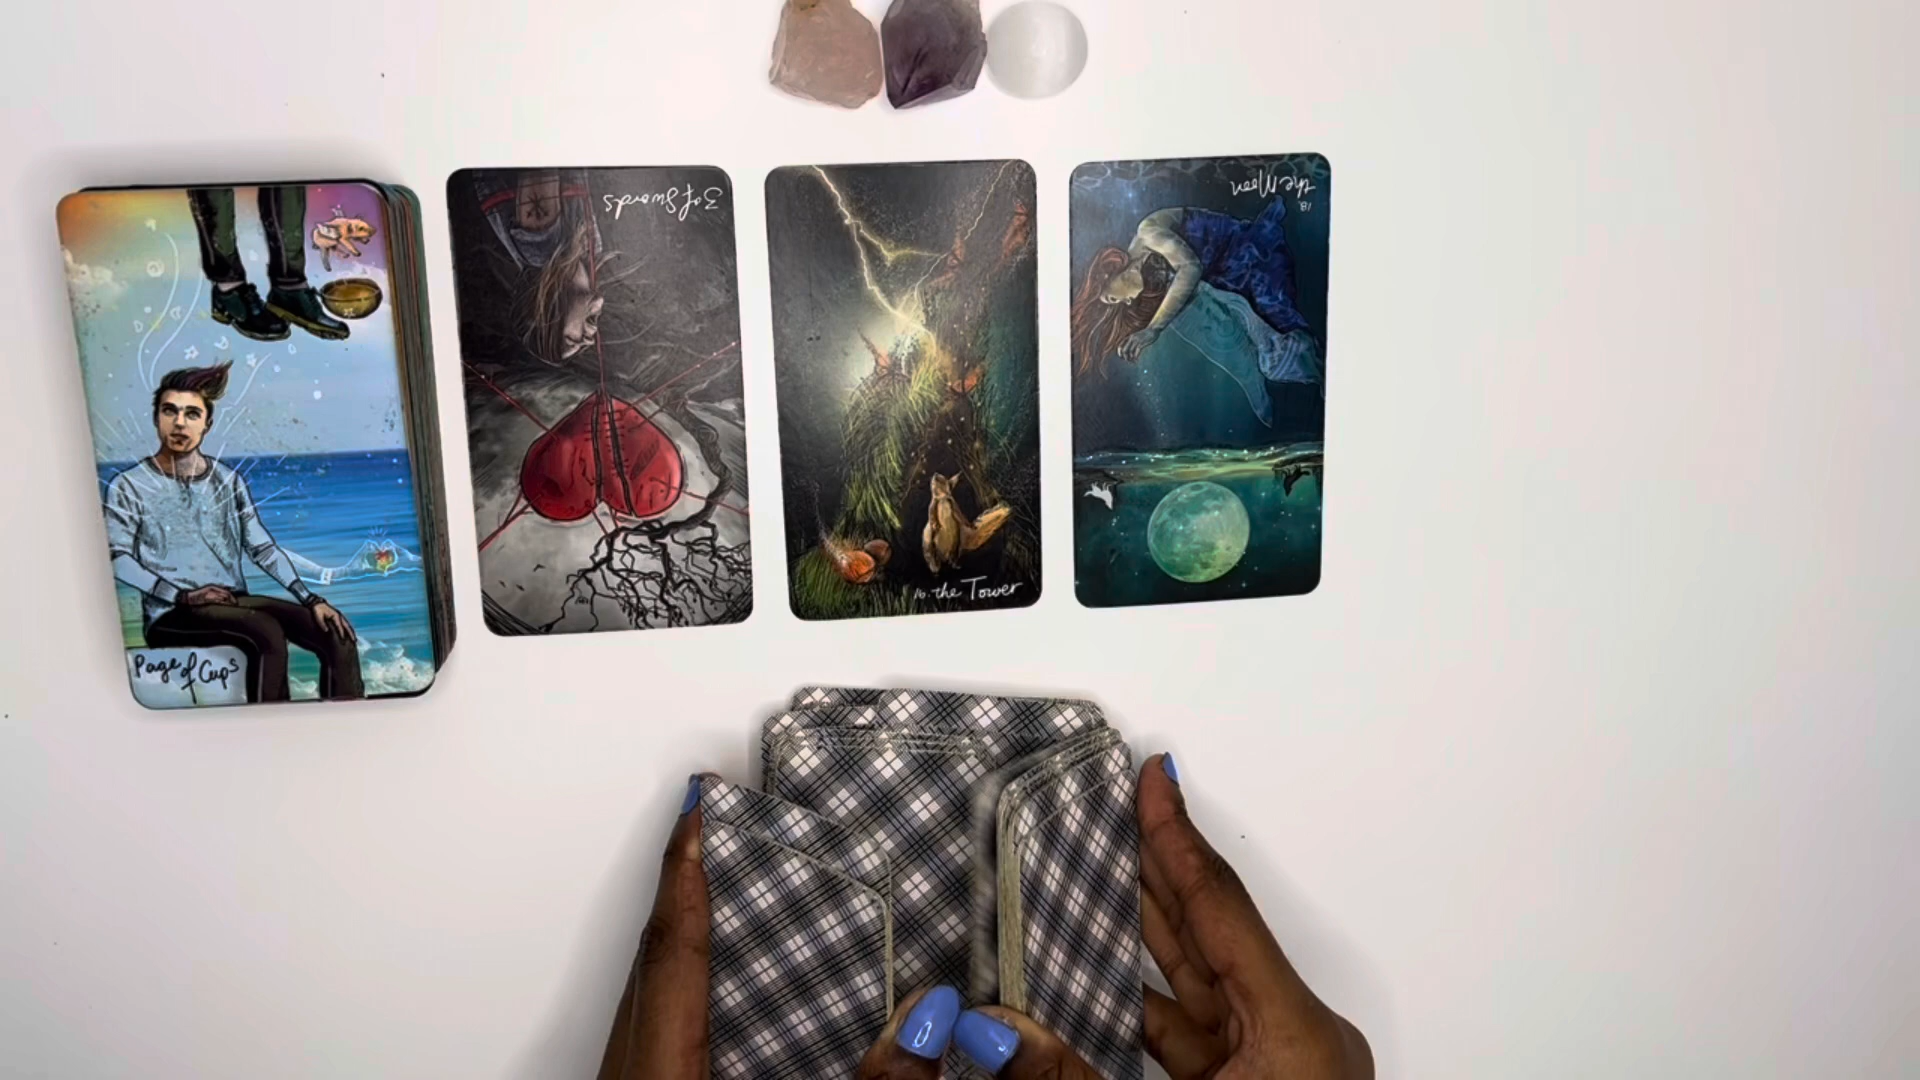 Page of Cups
3 of Swords
16. the Tower
18.
the Moon